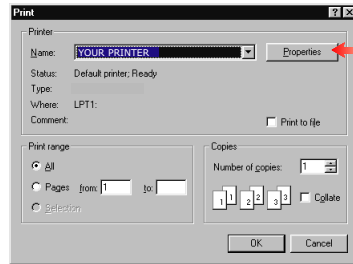 Print
Printer
Name: YOUR PRINTER Properties
Status: Default printer; Ready
Type:
Where: LPT1:
Comment: Print to file
Print range
All
Pages from: 1 to:
Selection
Copies
Number of copies: 1
1 1 2 2 3 3 Collate
OK Cancel